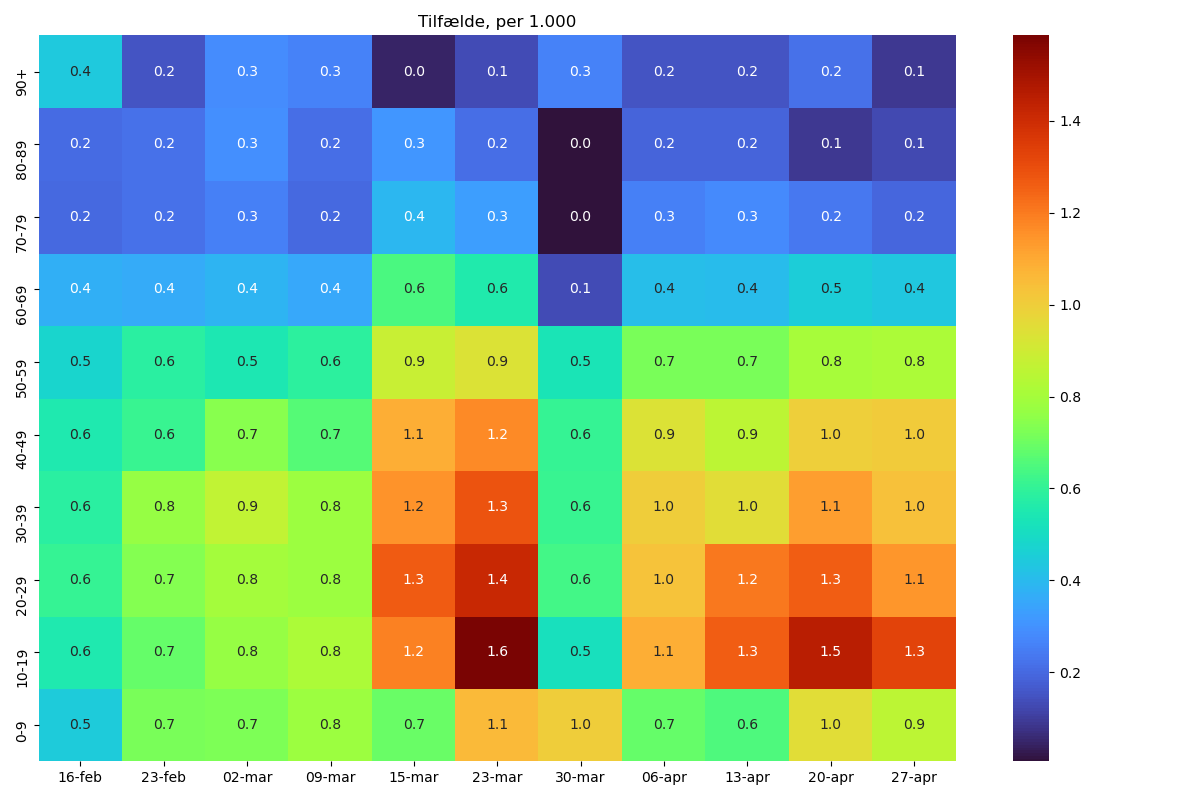 Tilfælde, per 1.000
90+ 0.4 0.2 0.3 0.3 0.0 0.1 0.3 0.2 0.2 0.2 0.1
80-89 0.2 0.2 0.3 0.2 0.3 0.2 0.0 0.2 0.2 0.1 0.1
70-79 0.2 0.2 0.3 0.2 0.4 0.3 0.0 0.3 0.3 0.2 0.2
60-69 0.4 0.4 0.4 0.4 0.6 0.6 0.1 0.4 0.4 0.5 0.4
50-59 0.5 0.6 0.5 0.6 0.9 0.9 0.5 0.7 0.7 0.8 0.8
40-49 0.6 0.6 0.7 0.7 1.1 1.2 0.6 0.9 0.9 1.0 1.0
30-39 0.6 0.8 0.9 0.8 1.2 1.3 0.6 1.0 1.0 1.1 1.0
20-29 0.6 0.7 0.8 0.8 1.3 1.4 0.6 1.0 1.2 1.3 1.1
10-19 0.6 0.7 0.8 0.8 1.2 1.6 0.5 1.1 1.3 1.5 1.3
0-9 0.5 0.7 0.7 0.8 0.7 1.1 1.0 0.7 0.6 1.0 0.9
16-feb 23-feb 02-mar 09-mar 15-mar 23-mar 30-mar 06-apr 13-apr 20-apr 27-apr
1.4
1.2
1.0
0.8
0.6
0.4
0.2